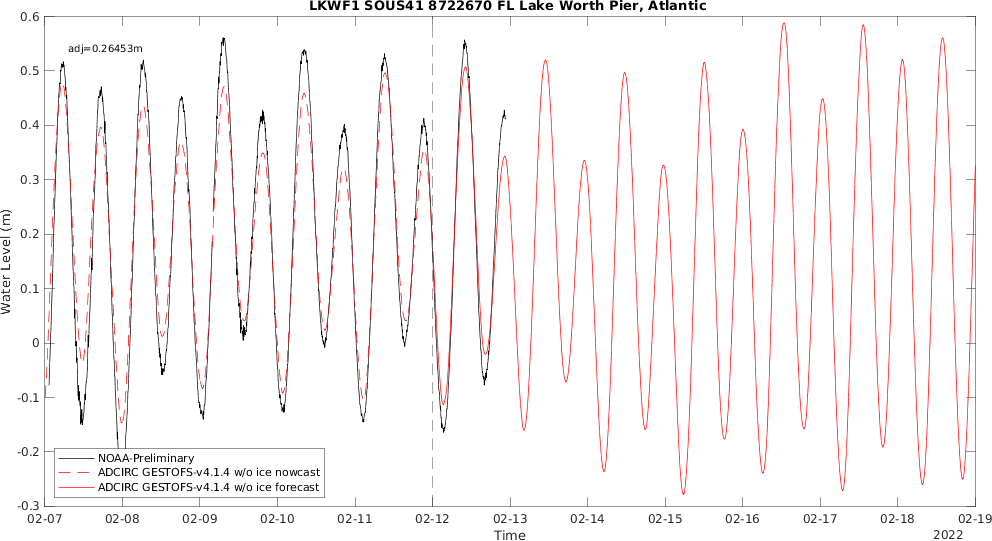 LKWF1 SOUS41 8722670 FL Lake Worth Pier, Atlantic
0.6
adj=0.26453m
0.5
0.4
0.3
0.2
0.1
0
-0.1
-0.2
-0.3
Water Level (m)
NOAA-Preliminary
ADCIRC GESTOFS-v4.1.4 w/o ice nowcast
ADCIRC GESTOFS-v4.1.4 w/o ice forecast
02-07 02-08 02-09 02-10 02-11 02-12 02-13 02-14 02-15 02-16 02-17 02-18 02-19
Time
2022